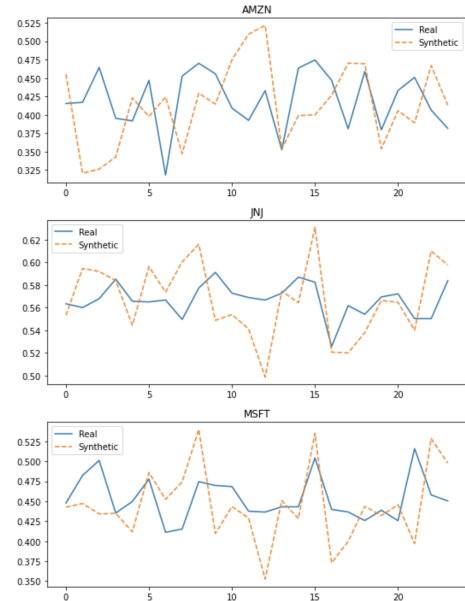 AMZN
Real
Synthetic
0.525
0.500
0.475
0.450
0.425
0.400
0.375
0.350
0.325
0 5 10 15 20
JNJ
Real
Synthetic
0.62
0.60
0.58
0.56
0.54
0.52
0.50
0 5 10 15 20
MSFT
Real
Synthetic
0.525
0.500
0.475
0.450
0.425
0.400
0.375
0.350
0 5 10 15 20